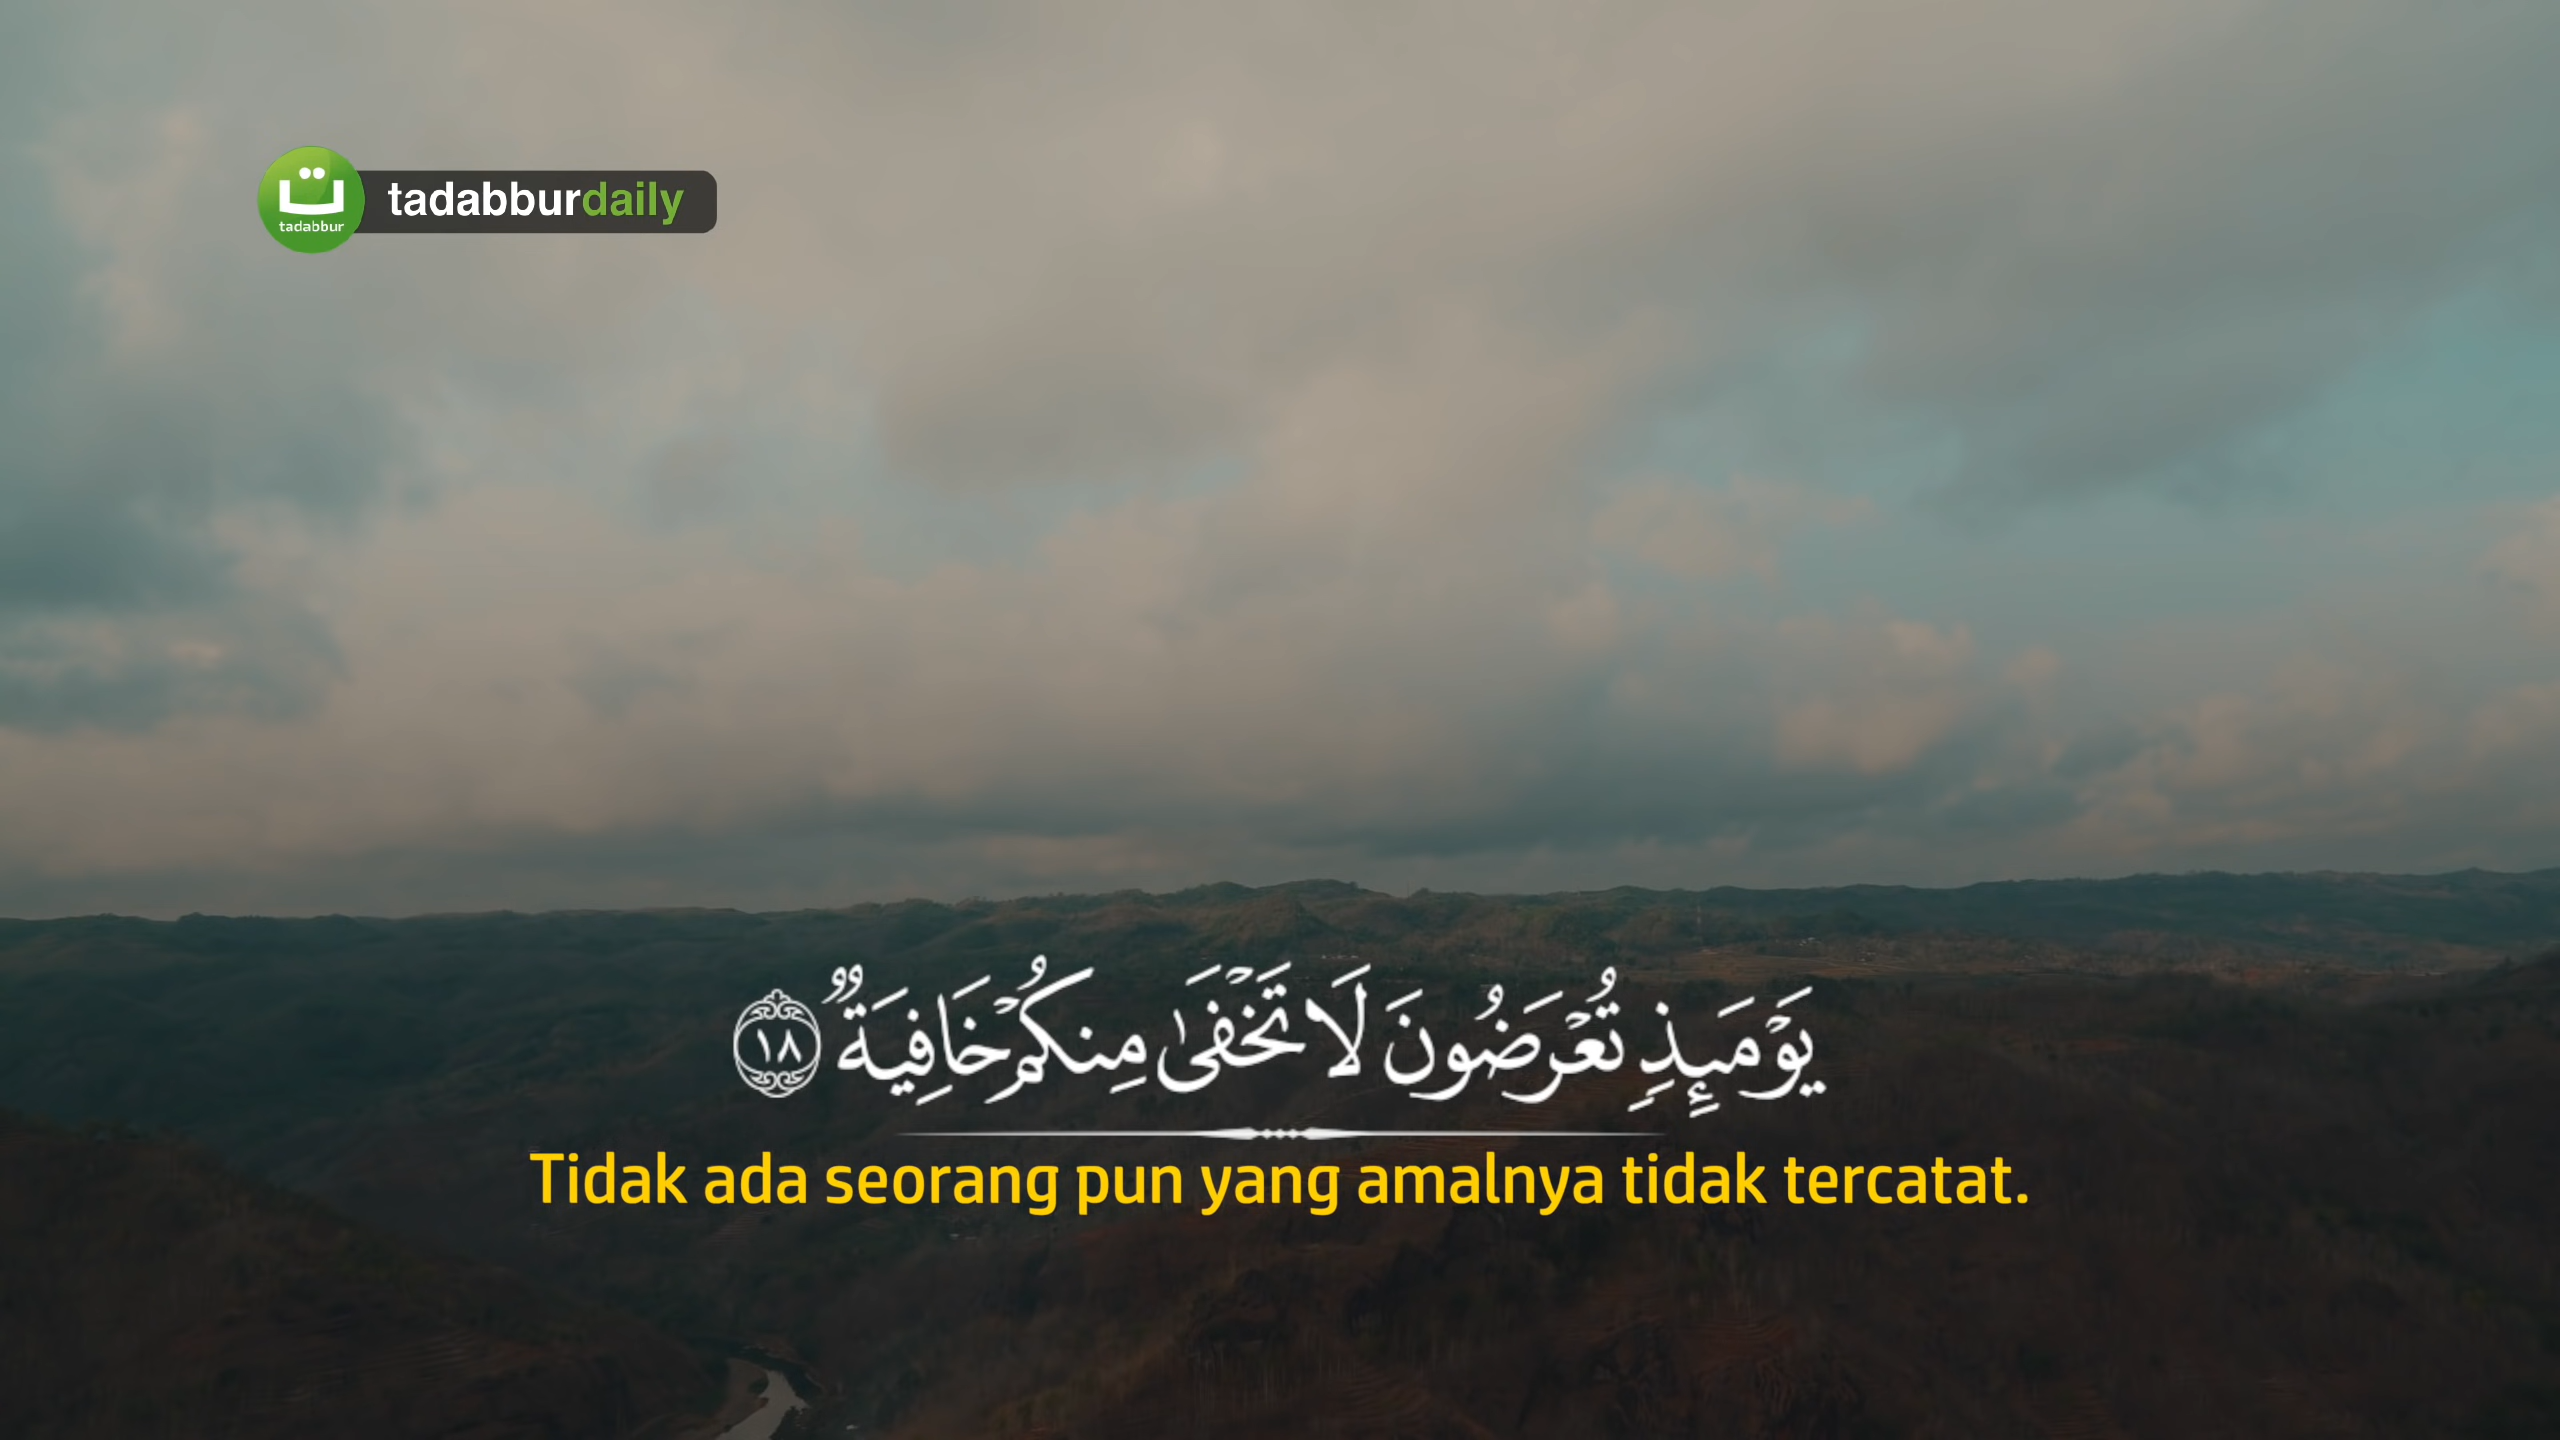 tadabbur
tadabburdaily
يَوْمَئِذٍ تُعْرَضُونَ لَا تَخْفَىٰ مِنكُمْ خَافِيَةٌ ١٨
Tidak ada seorang pun yang amalnya tidak tercatat.